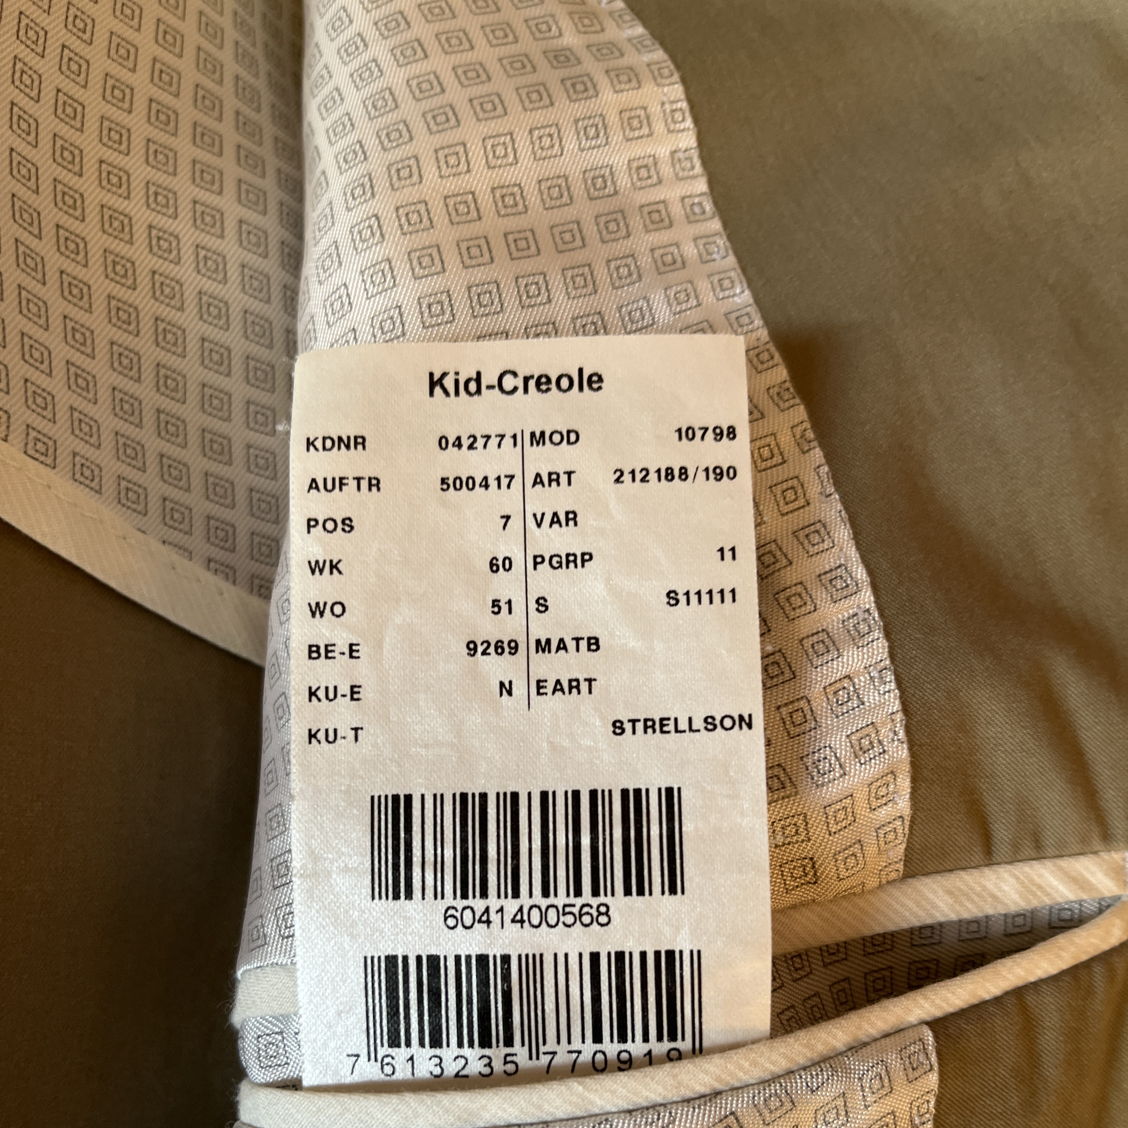 Kid-Creole
KDNR 042771 MOD 10798
AUFTR 500417 ART 212188/190
POS 7 VAR
WK 60 PGRP 11
WO 51 S S11111
BE-E 9269 MATB
KU-E N EART
KU-T STRELLSON
6041400568
7 613235 770919